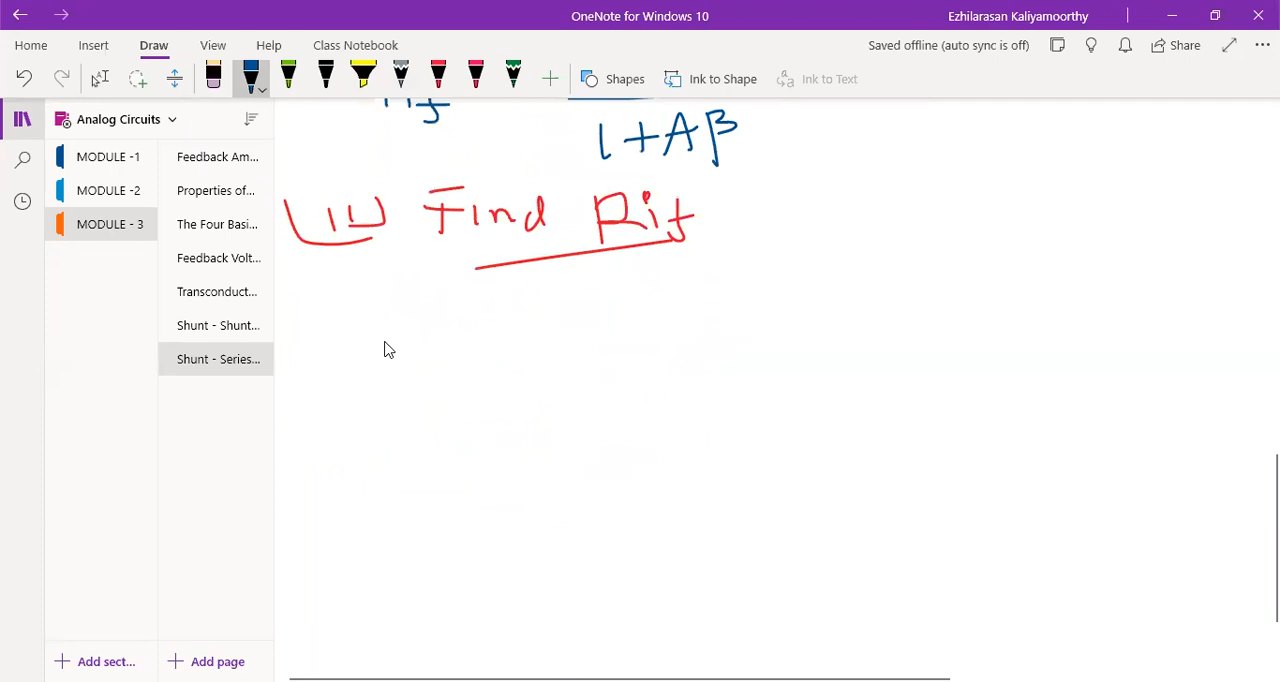 OneNote for Windows 10
Ezhilarasan Kaliyamoorthy
Home Insert Draw View Help Class Notebook
Saved offline (auto sync is off) Share
Shapes Ink to Shape Ink to Text
Analog Circuits
MODULE -1
MODULE -2
MODULE - 3
Feedback Am...
Properties of...
The Four Basi...
Feedback Volt...
Transconduct...
Shunt - Shunt...
Shunt - Series...
1+Aβ
Find Rif
Add sect...
Add page